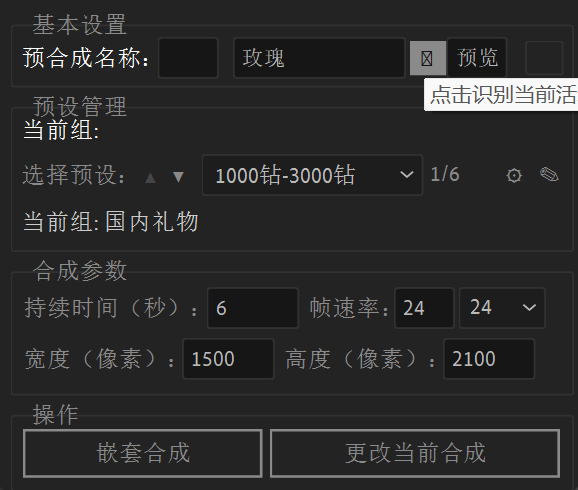 基本设置
预合成名称： 玫瑰 预览
点击识别当前活
预设管理
当前组:
选择预设： ▲ ▼ 1000钻-3000钻 1/6
当前组: 国内礼物
合成参数
持续时间（秒）： 6 帧速率： 24 24
宽度（像素）： 1500 高度（像素）： 2100
操作
嵌套合成 更改当前合成